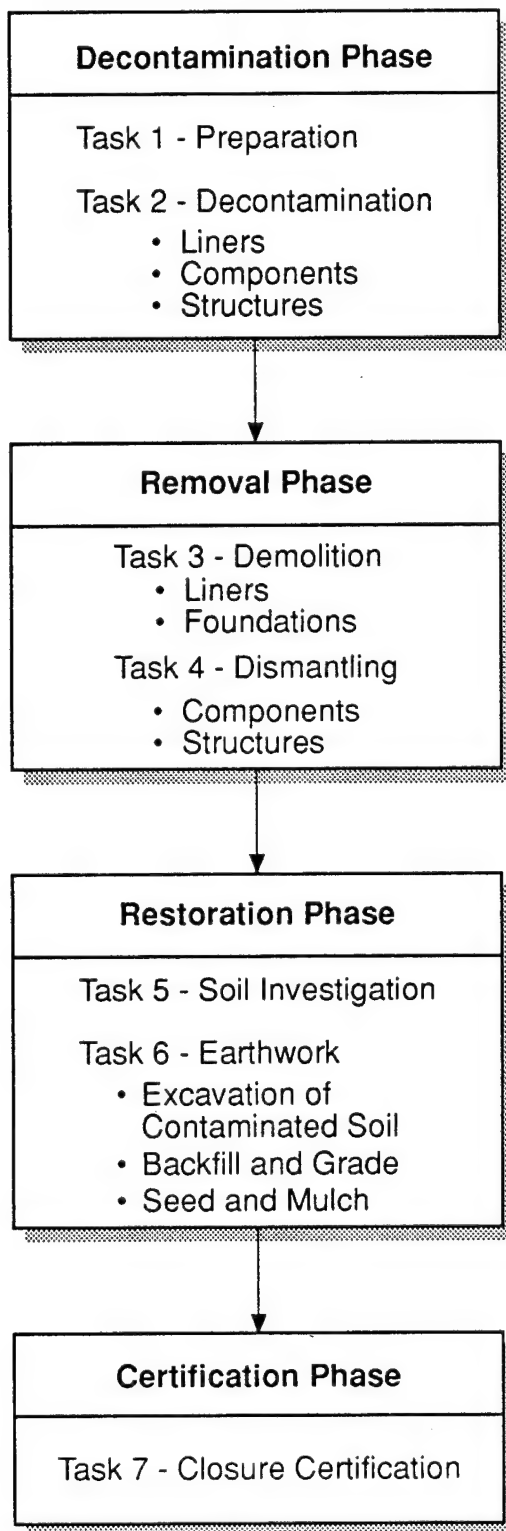 Decontamination Phase
Task 1 - Preparation
Task 2 - Decontamination
• Liners
• Components
• Structures
Removal Phase
Task 3 - Demolition
• Liners
• Foundations
Task 4 - Dismantling
• Components
• Structures
Restoration Phase
Task 5 - Soil Investigation
Task 6 - Earthwork
• Excavation of
Contaminated Soil
• Backfill and Grade
• Seed and Mulch
Certification Phase
Task 7 - Closure Certification